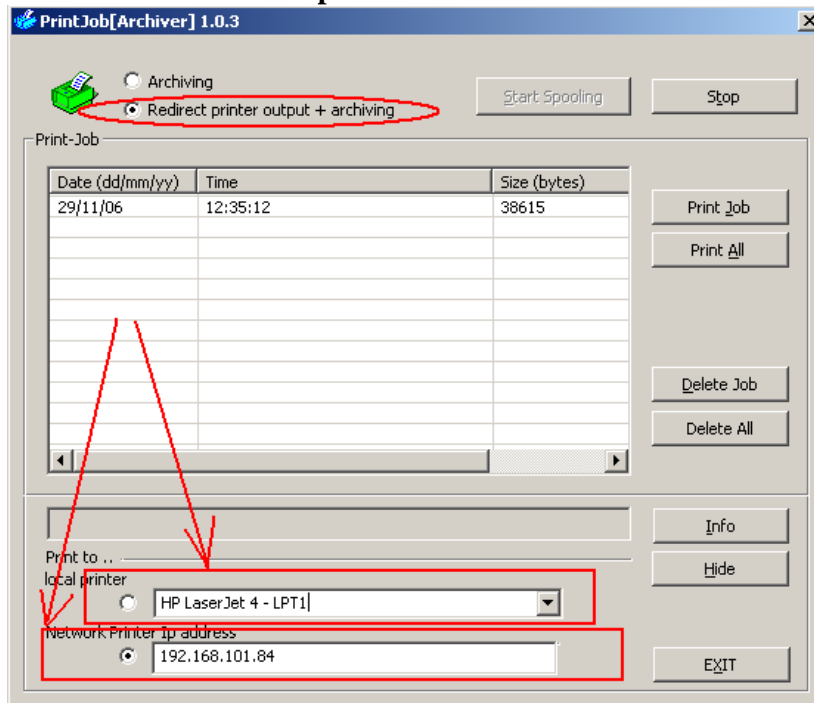 PrintJob[Archiver] 1.0.3
Archiving
Redirect printer output + archiving
Start Spooling
Stop
Print-Job
Date (dd/mm/yy) Time Size (bytes)
29/11/06 12:35:12 38615
Print Job
Print All
Delete Job
Delete All
Info
Print to ..
Hide
local printer
HP LaserJet 4 - LPT1
Network Printer Ip address
192.168.101.84
EXIT